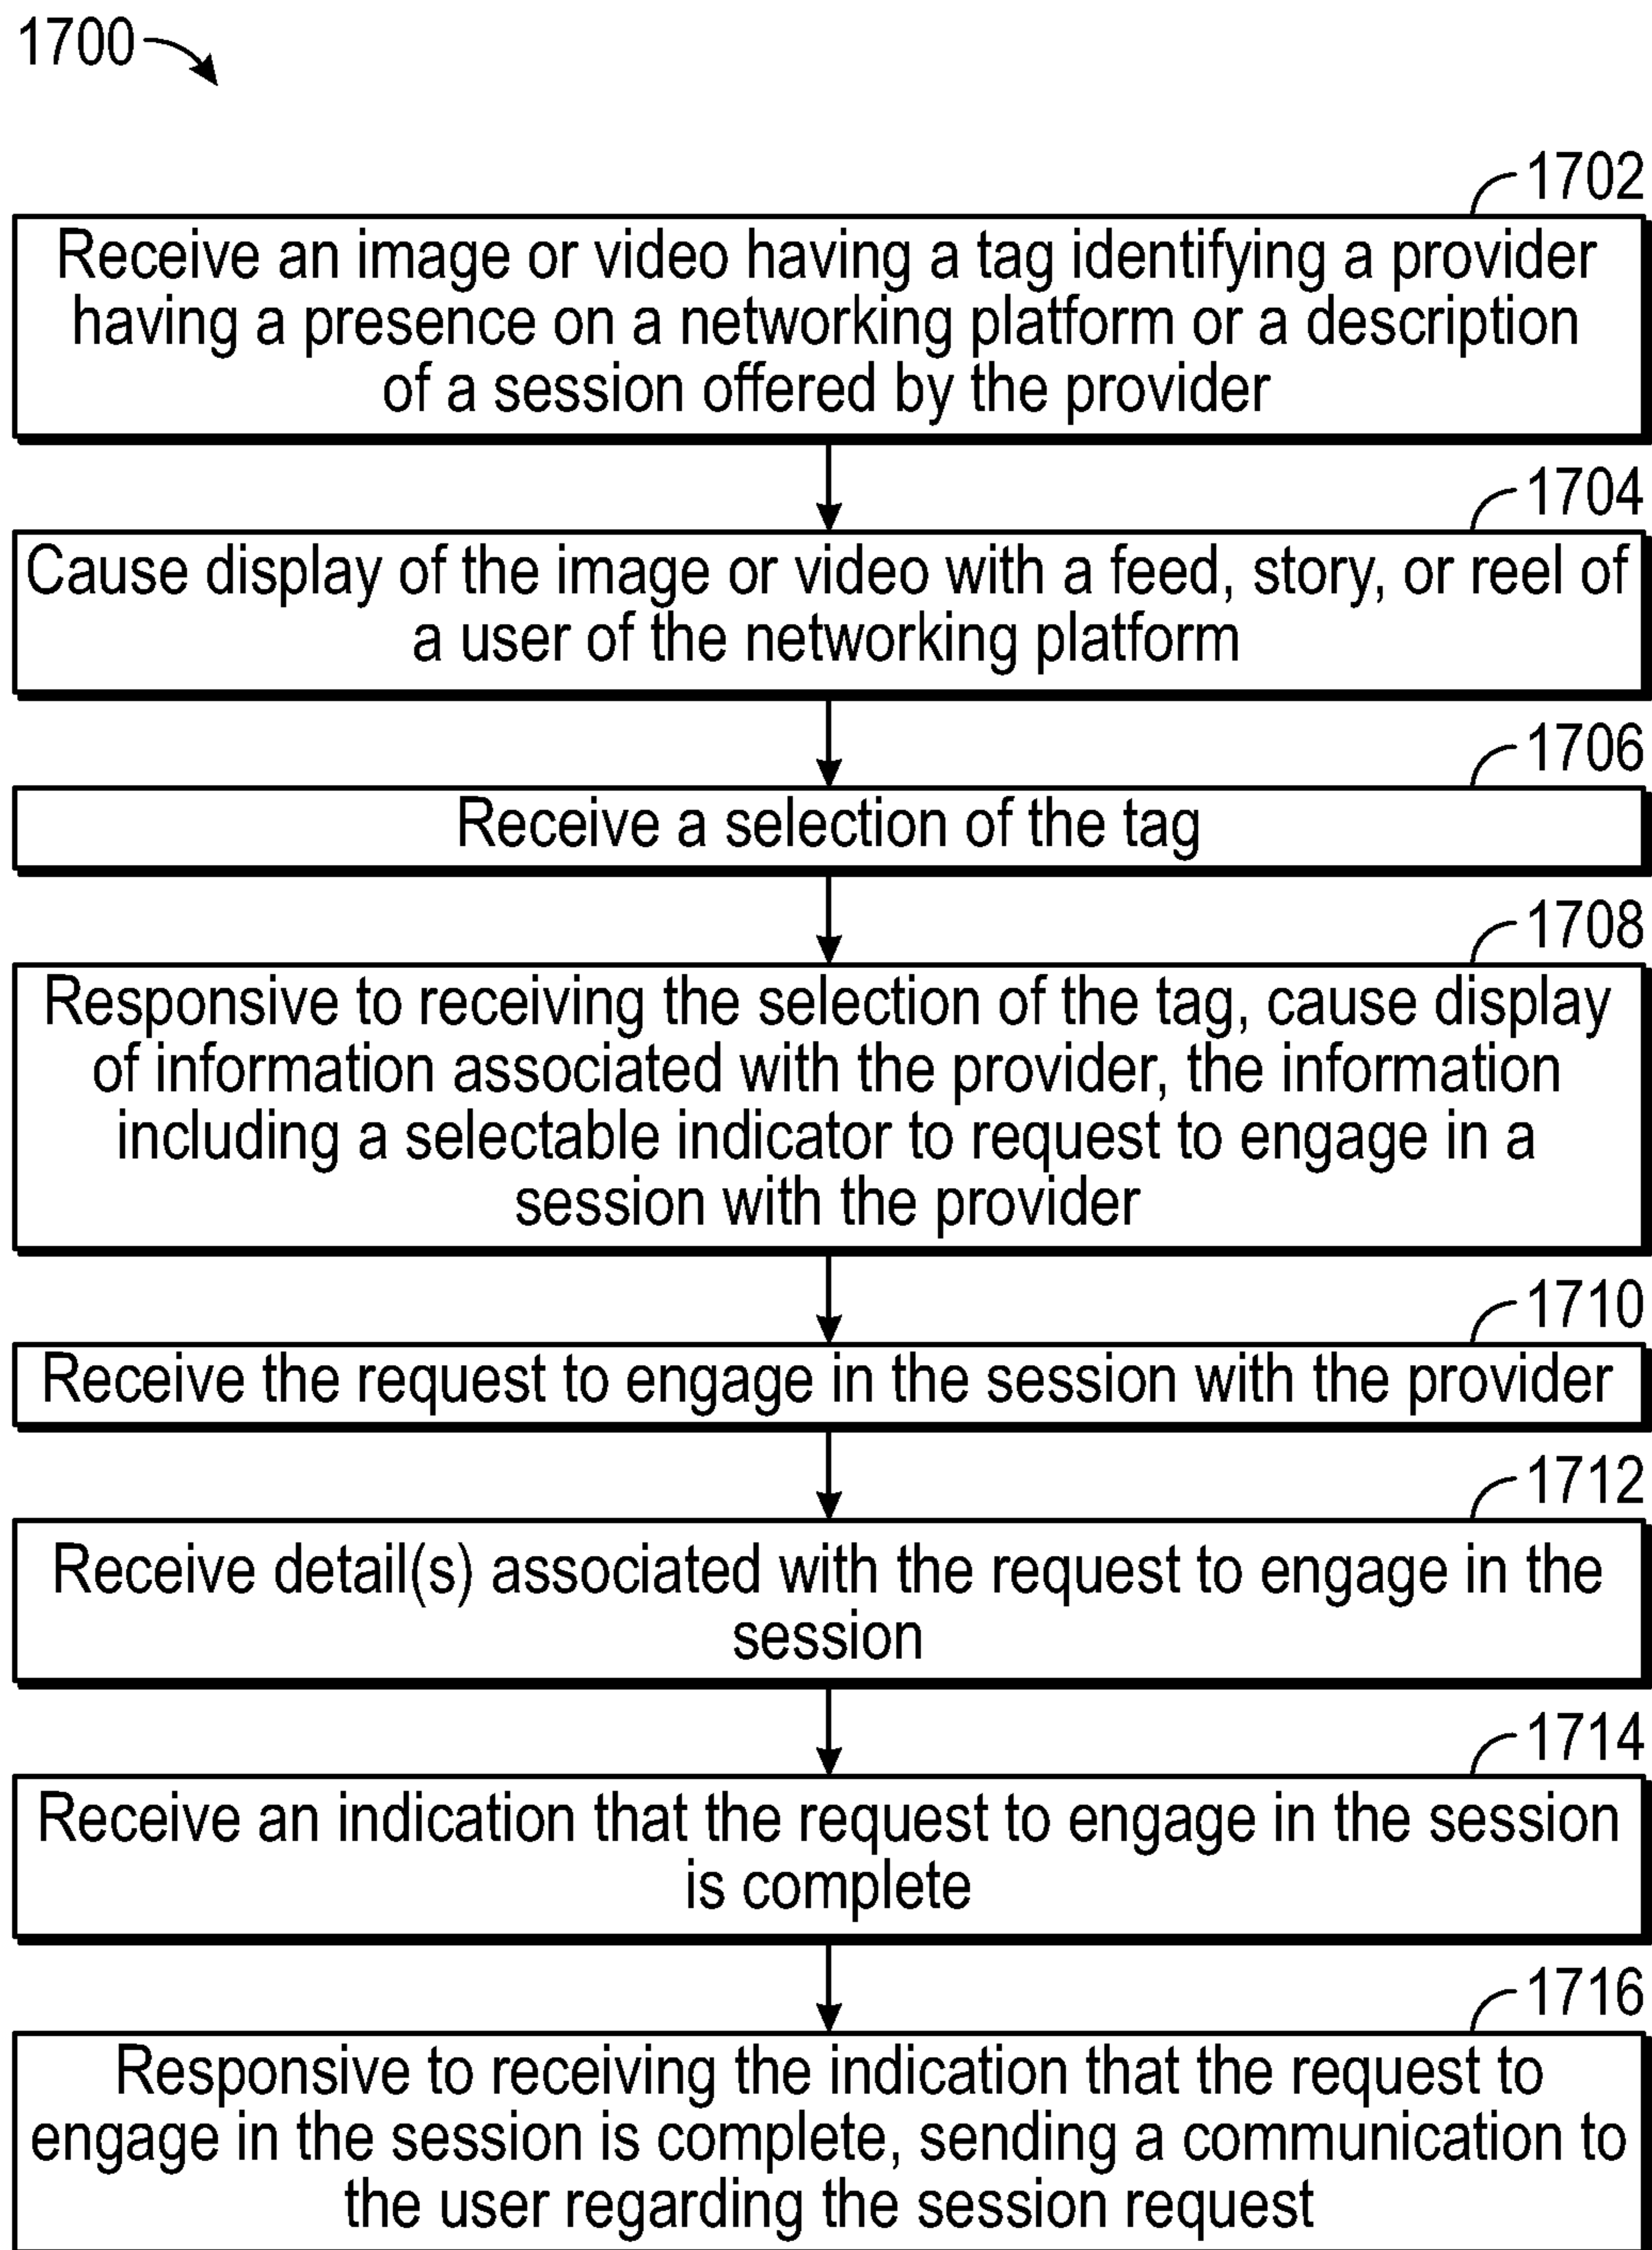 1700
1702
Receive an image or video having a tag identifying a provider
having a presence on a networking platform or a description
of a session offered by the provider
1704
Cause display of the image or video with a feed, story, or reel of
a user of the networking platform
1706
Receive a selection of the tag
1708
Responsive to receiving the selection of the tag, cause display
of information associated with the provider, the information
including a selectable indicator to request to engage in a
session with the provider
1710
Receive the request to engage in the session with the provider
1712
Receive detail(s) associated with the request to engage in the
session
1714
Receive an indication that the request to engage in the session
is complete
1716
Responsive to receiving the indication that the request to
engage in the session is complete, sending a communication to
the user regarding the session request